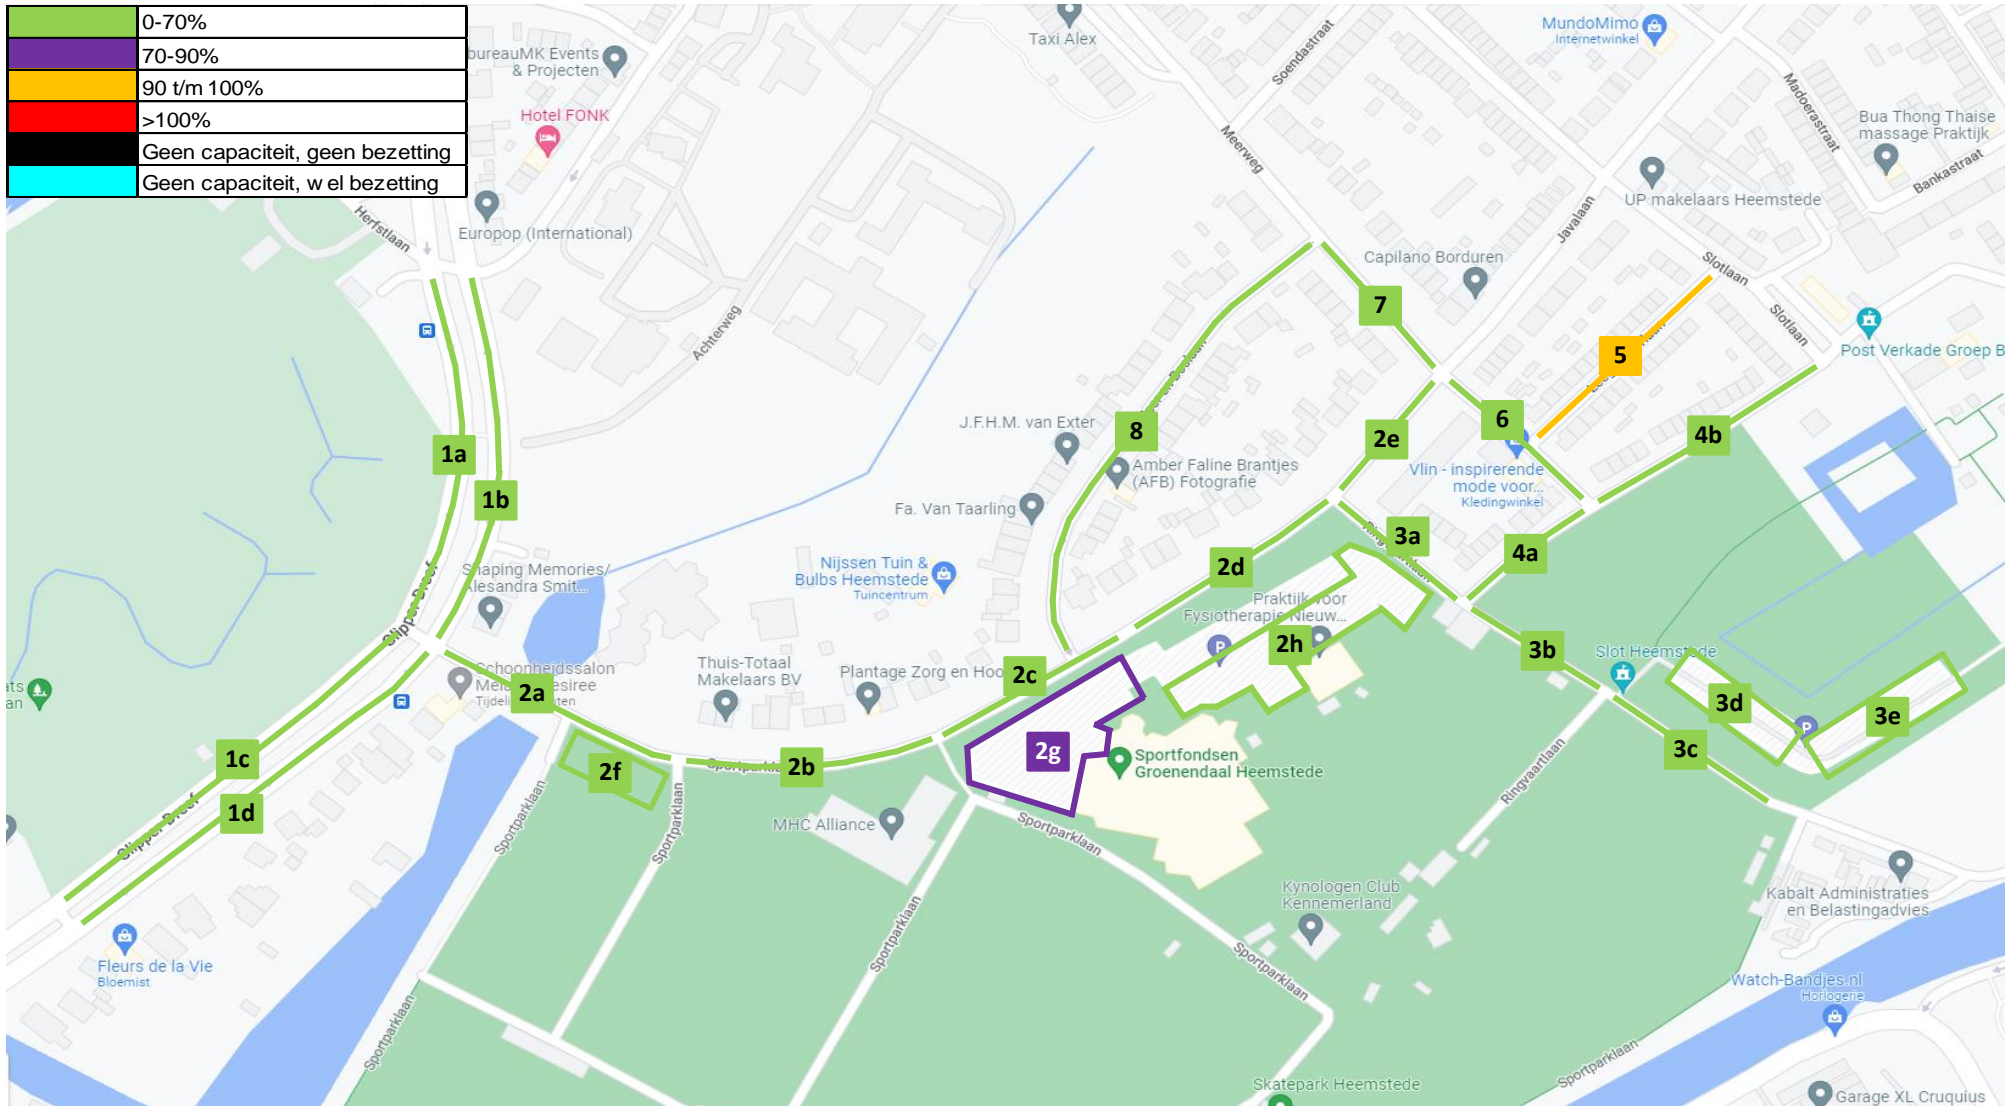 0-70%
70-90%
90 t/m 100%
>100%
Geen capaciteit, geen bezetting
Geen capaciteit, wel bezetting
bureauMK Events
& Projecten
Hotel FONK
Europop (International)
Herfstlaan
Taxi Alex
Soendastraat
MundoMimo
Internetwinkel
Madoerastraat
Bua Thong Thaise
massage Praktijk
Bankastraat
Meerweg
UP makelaars Heemstede
Javalaan
Capilano Borduren
Slotlaan
Slotlaan
Post Verkade Groep B
Achterweg
7
5
8
6
2e
4b
1a
1b
J.F.H.M. van Exter
Amber Faline Brantjes
(AFB) Fotografie
Fa. Van Taarling
Vlin - inspirerende
mode voor...
Kledingwinkel
3a
4a
2d
Nijssen Tuin &
Bulbs Heemstede
Tuincentrum
Shaping Memories/
Alesandra Smit...
Praktijk voor
Fysiotherapie Nieuw...
2h
3b
Slot Heemstede
Schoonheidssalon
2a
Thuis-Totaal
Makelaars BV
Plantage Zorg en
2c
3d
3e
3c
2g
Sportfondsen
Groenendaal Heemstede
1c
1d
2f
2b
Sportparklaan
Sportparklaan
MHC Alliance
Sportparklaan
Ringvaartlaan
Kynologen Club
Kennemerland
Kabalt Administraties
en Belastingadvies
Fleurs de la Vie
Bloemist
Sportparklaan
Sportparklaan
Sportparklaan
Watch-Bandjes.nl
Horlogerie
Sportparklaan
Skatepark Heemstede
Garage XL Cruquius